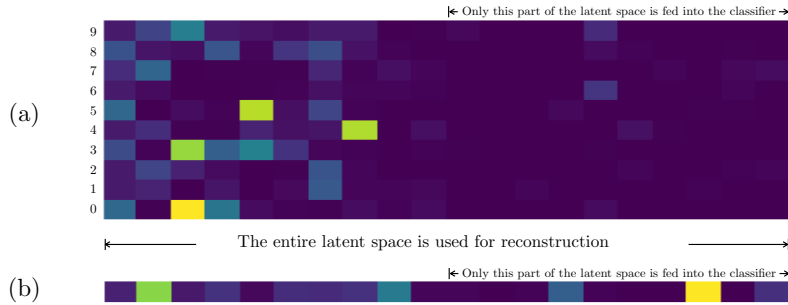 Only this part of the latent space is fed into the classifier
9
8
7
6
(a)
5
4
3
2
1
0
The entire latent space is used for reconstruction
Only this part of the latent space is fed into the classifier
(b)